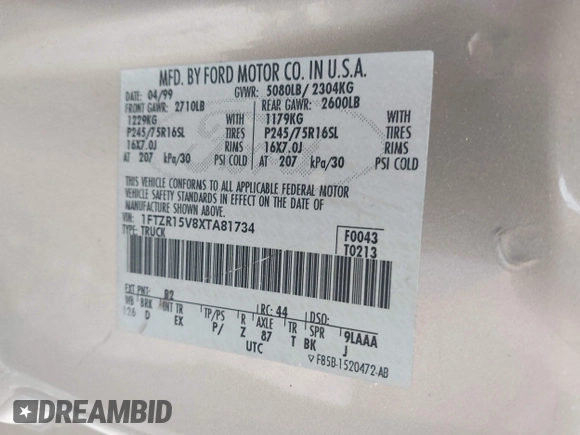 MFD. BY FORD MOTOR CO. IN U.S.A.
DATE: 04/99 GVWR: 5080LB/ 2304KG
FRONT GAWR: 2710LB REAR GAWR: 2600LB
1229KG WITH 1179KG WITH
P245/75R16SL TIRES P245/75R16SL TIRES
16X7.0J RIMS 16X7.0J RIMS
AT 207 kPa/30 PSI COLD AT 207 kPa/30 PSI COLD
THIS VEHICLE CONFORMS TO ALL APPLICABLE FEDERAL MOTOR
VEHICLE SAFETY STANDARDS IN EFFECT ON THE DATE OF
MANUFACTURE SHOWN ABOVE.
VIN: 1FTZR15V8XTA81734
TYPE: TRUCK
F0043
T0213
EXT PNT: B2 RC: 44 DSO:
WB BRK INT TR TP/PS R AXLE TR SPR
126 D EX P/ Z 87 T BK J 9LAAA
UTC
▽ F85B-1520472-AB
DREAMBID